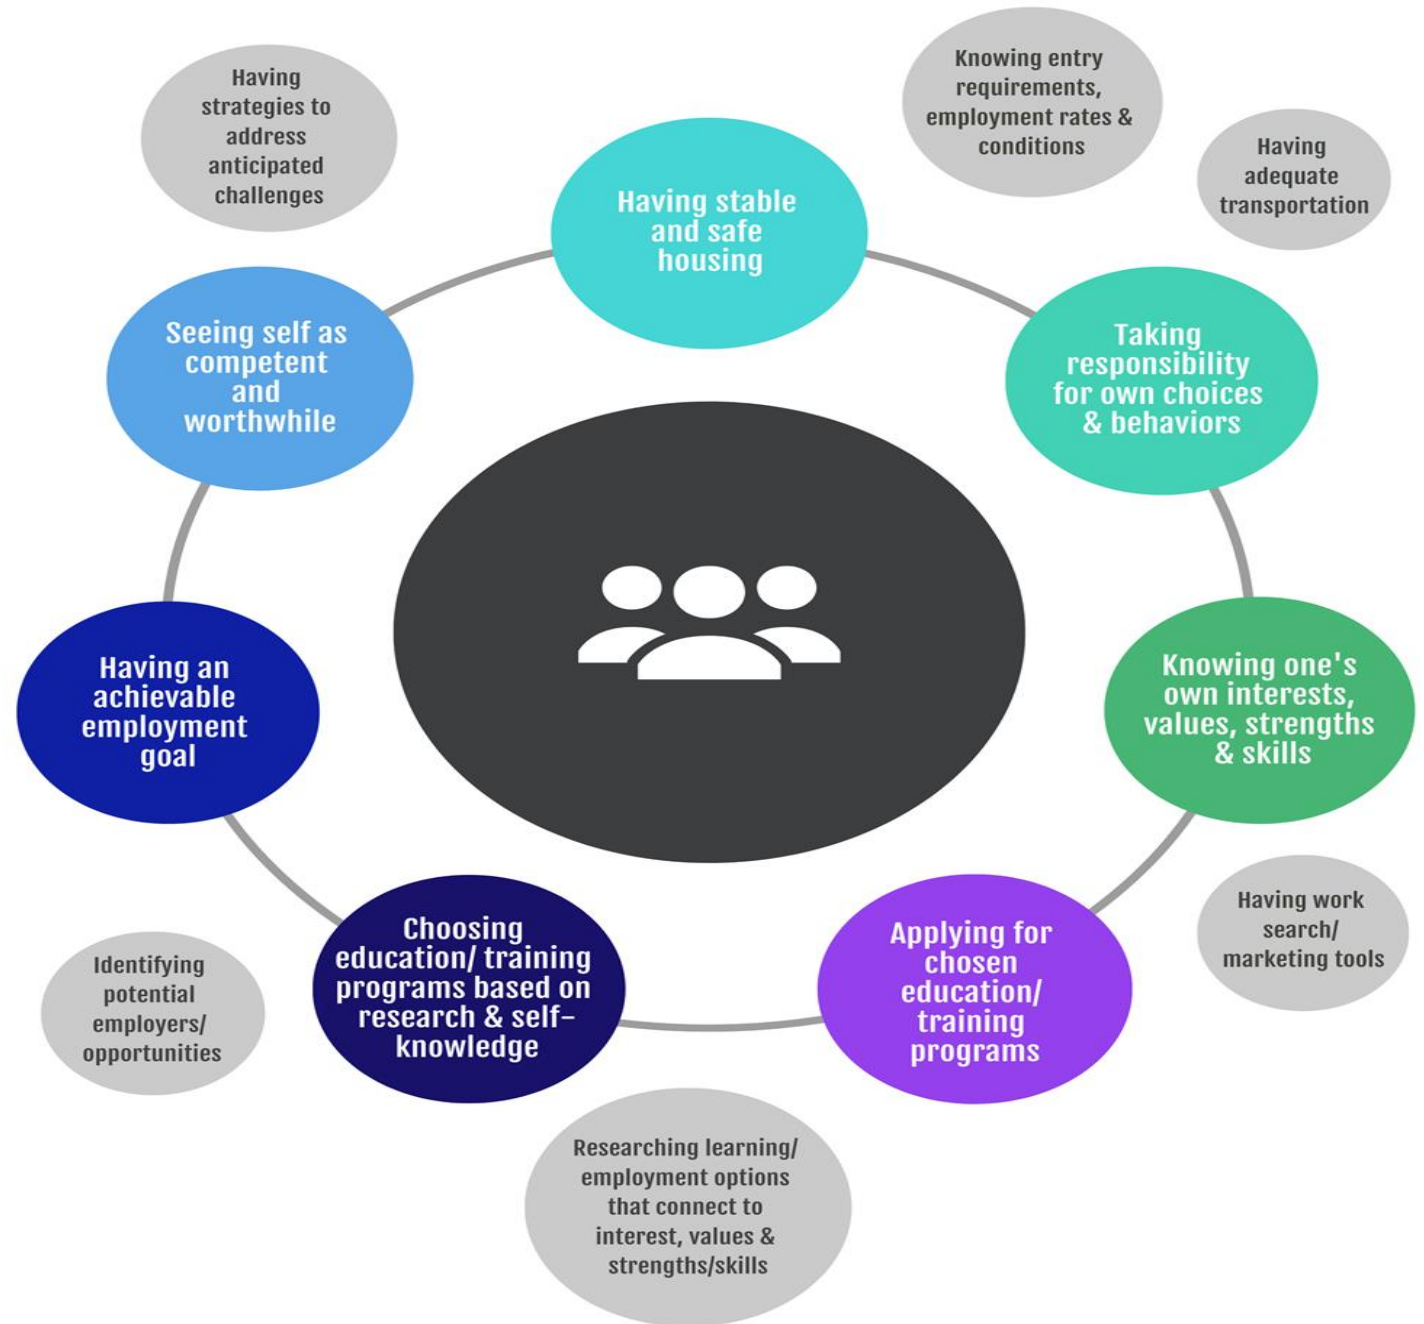 Having
strategies to
address
anticipated
challenges
Knowing entry
requirements,
employment rates &
conditions
Having
adequate
transportation
Having stable
and safe
housing
Seeing self as
competent
and
worthwhile
Taking
responsibility
for own choices
& behaviors
Having an
achievable
employment
goal
Knowing one's
own interests,
values, strengths
& skills
Choosing
education/ training
programs based on
research & self-
knowledge
Applying for
chosen
education/
training
programs
Having work
search/
marketing tools
Identifying
potential
employers/
opportunities
Researching learning/
employment options
that connect to
interest, values &
strengths/skills